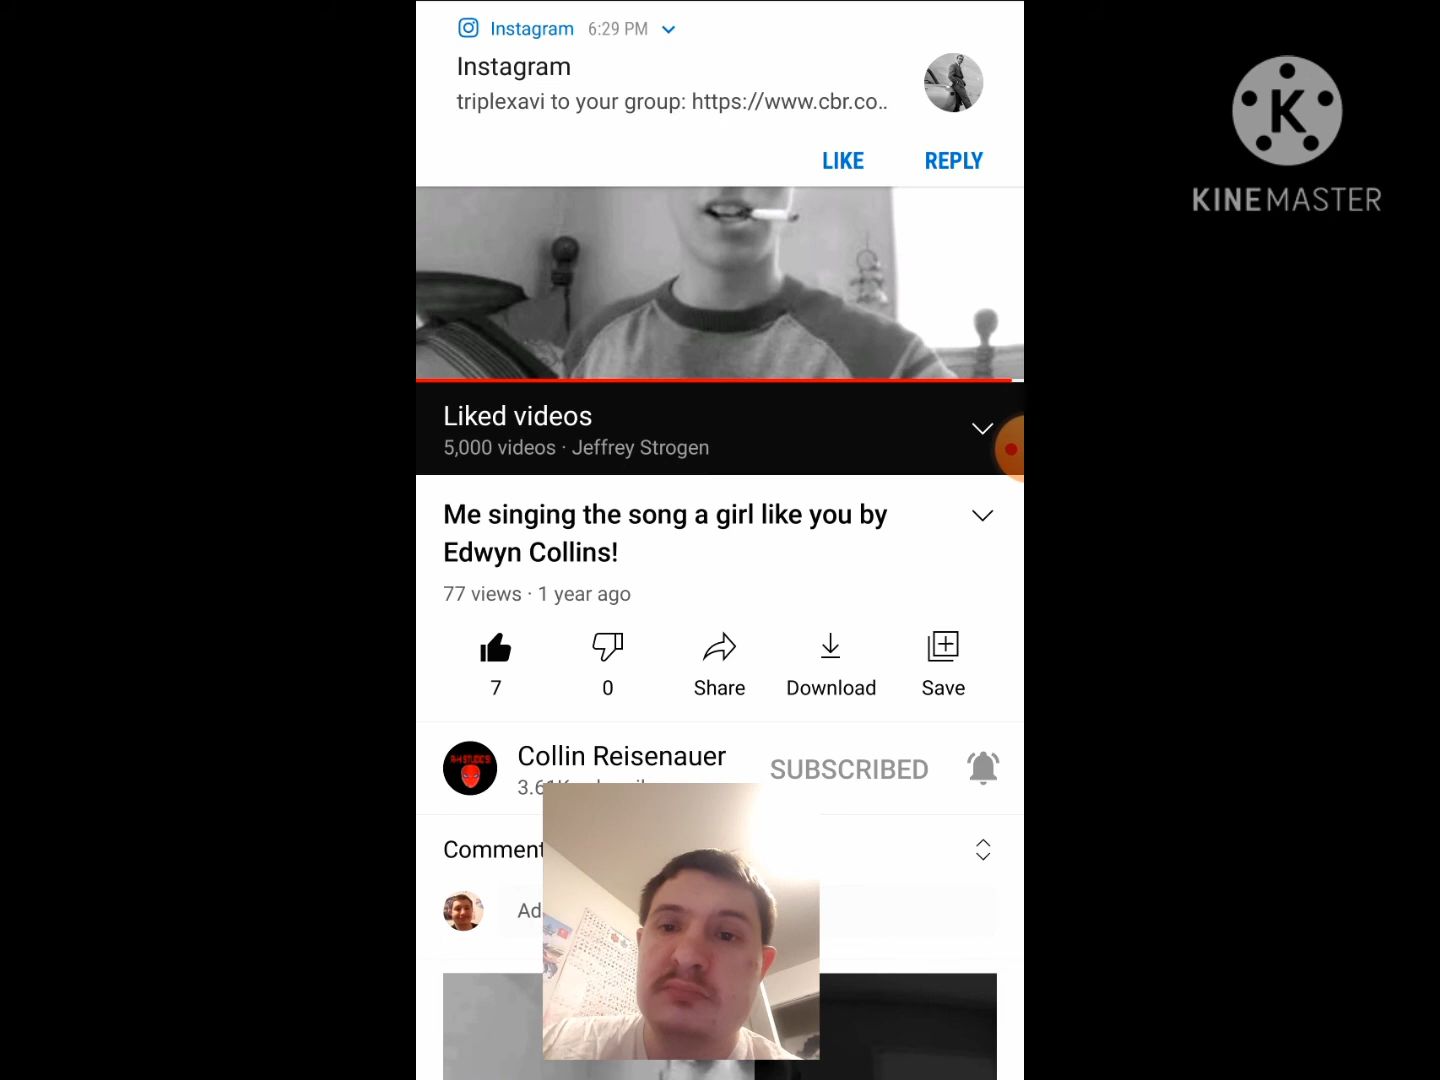 Instagram 6:29 PM
Instagram
triplexavi to your group: https://www.cbr.co..
LIKE REPLY
KINEMASTER
Liked videos
5,000 videos · Jeffrey Strogen
Me singing the song a girl like you by
Edwyn Collins!
77 views · 1 year ago
7 0 Share Download Save
Collin Reisenauer
SUBSCRIBED
Comment
Ad